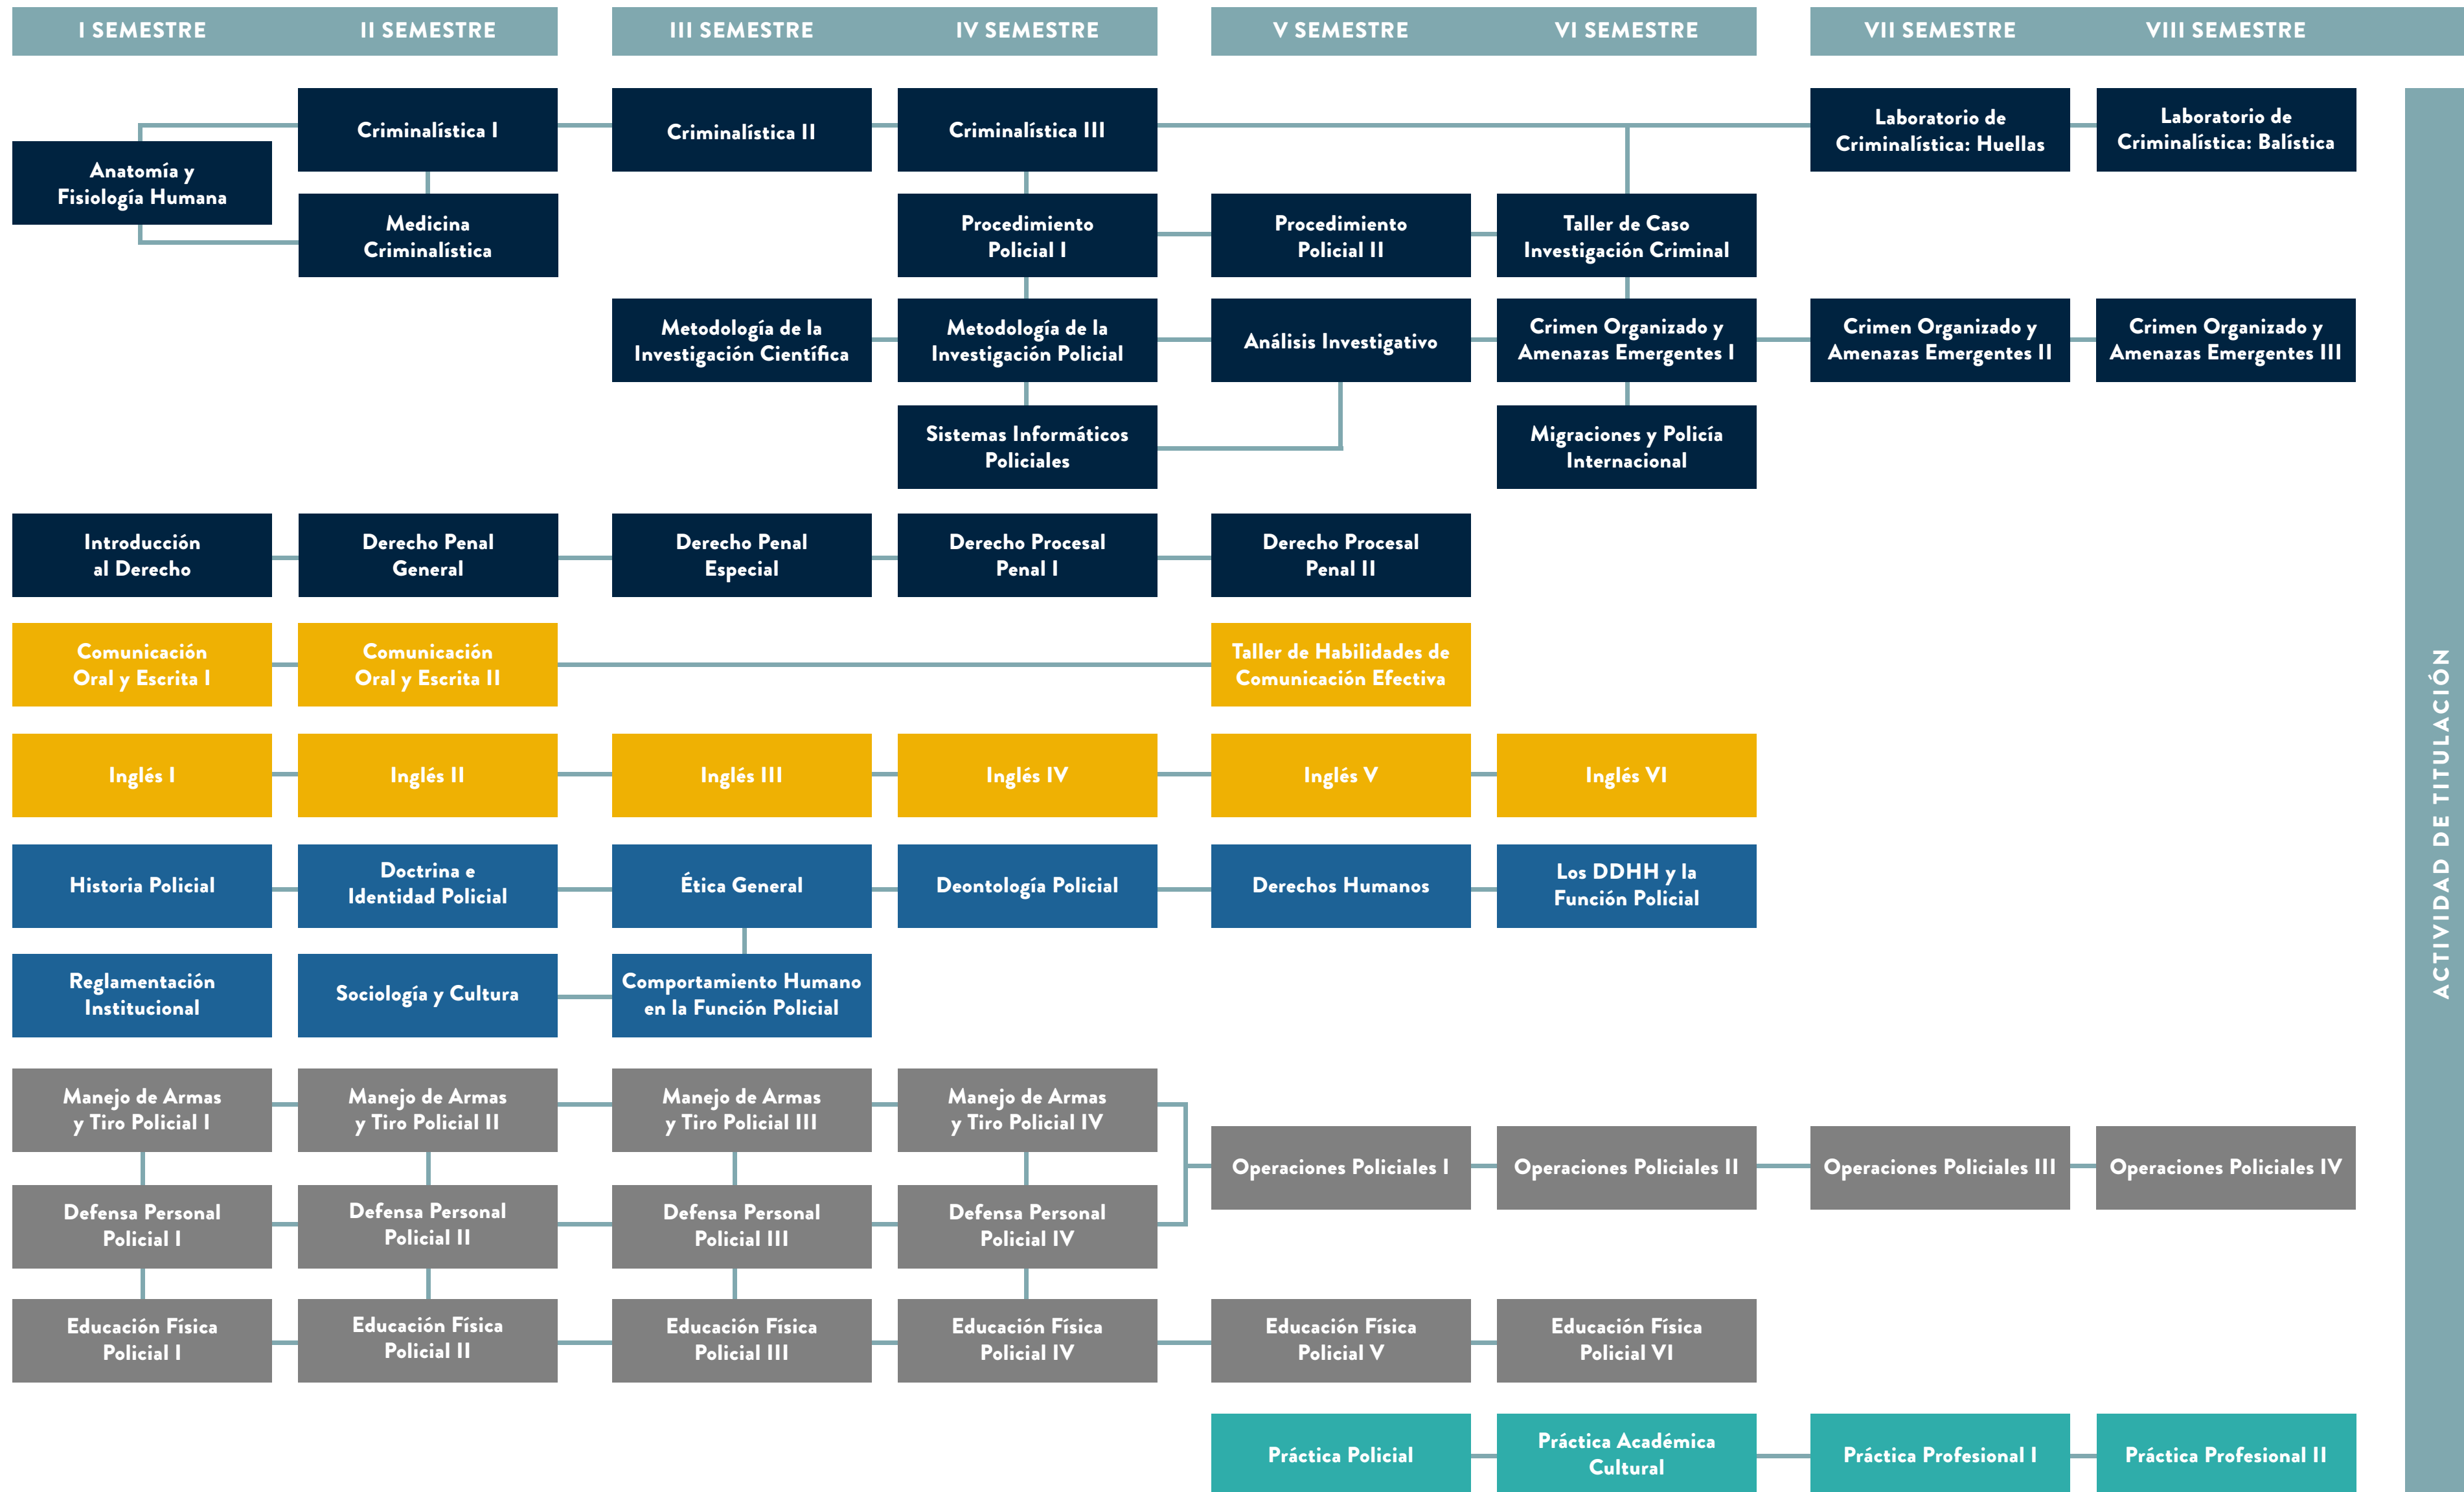 I SEMESTRE
II SEMESTRE
III SEMESTRE
IV SEMESTRE
V SEMESTRE
VI SEMESTRE
VII SEMESTRE
VIII SEMESTRE
Criminalística I
Criminalística II
Criminalística III
Laboratorio de
Criminalística: Huellas
Laboratorio de
Criminalística: Balística
Anatomía y
Fisiología Humana
Medicina
Criminalística
Procedimiento
Policial I
Procedimiento
Policial II
Taller de Caso
Investigación Criminal
Metodología de la
Investigación Científica
Metodología de la
Investigación Policial
Análisis Investigativo
Crimen Organizado y
Amenazas Emergentes I
Crimen Organizado y
Amenazas Emergentes II
Crimen Organizado y
Amenazas Emergentes III
Sistemas Informáticos
Policiales
Migraciones y Policía
Internacional
Introducción
al Derecho
Derecho Penal
General
Derecho Penal
Especial
Derecho Procesal
Penal I
Derecho Procesal
Penal II
Comunicación
Oral y Escrita I
Comunicación
Oral y Escrita II
Taller de Habilidades de
Comunicación Efectiva
Inglés I
Inglés II
Inglés III
Inglés IV
Inglés V
Inglés VI
Historia Policial
Doctrina e
Identidad Policial
Ética General
Deontología Policial
Derechos Humanos
Los DDHH y la
Función Policial
Reglamentación
Institucional
Sociología y Cultura
Comportamiento Humano
en la Función Policial
Manejo de Armas
y Tiro Policial I
Manejo de Armas
y Tiro Policial II
Manejo de Armas
y Tiro Policial III
Manejo de Armas
y Tiro Policial IV
Operaciones Policiales I
Operaciones Policiales II
Operaciones Policiales III
Operaciones Policiales IV
Defensa Personal
Policial I
Defensa Personal
Policial II
Defensa Personal
Policial III
Defensa Personal
Policial IV
Educación Física
Policial I
Educación Física
Policial II
Educación Física
Policial III
Educación Física
Policial IV
Educación Física
Policial V
Educación Física
Policial VI
Práctica Policial
Práctica Académica
Cultural
Práctica Profesional I
Práctica Profesional II
ACTIVIDAD DE TITULACIÓN